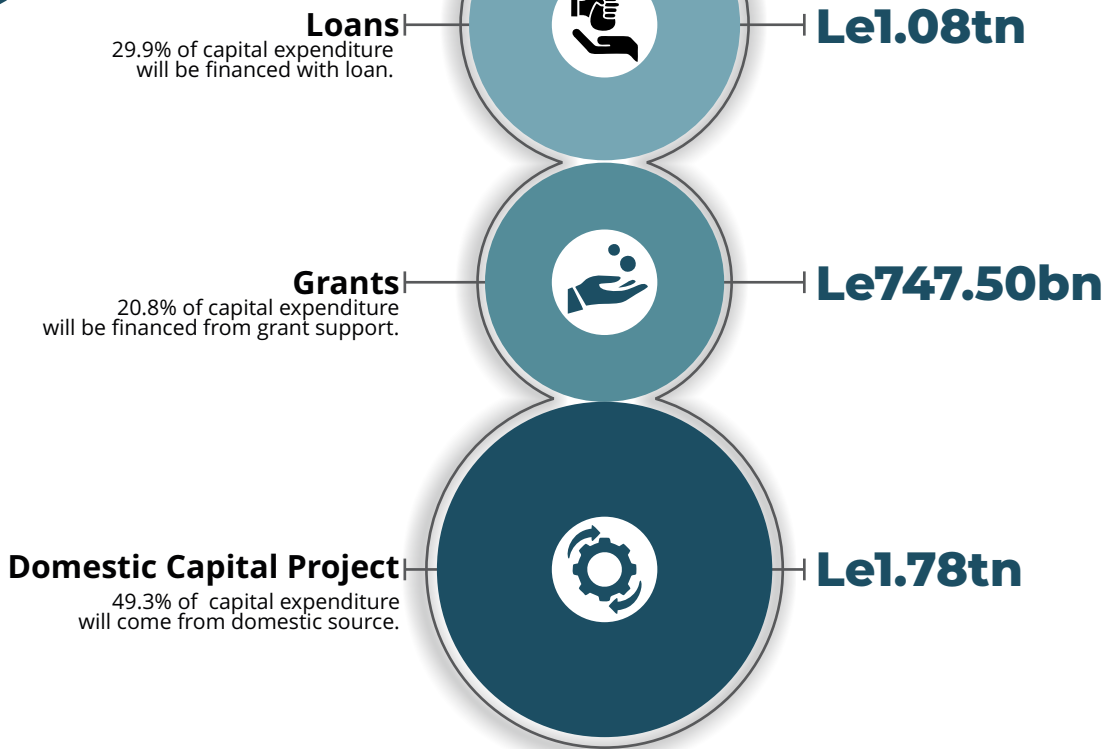 Loans
Le1.08tn
29.9% of capital expenditure
will be financed with loan.
Grants
Le747.50bn
20.8% of capital expenditure
will be financed from grant support.
Domestic Capital Project
Le1.78tn
49.3% of capital expenditure
will come from domestic source.